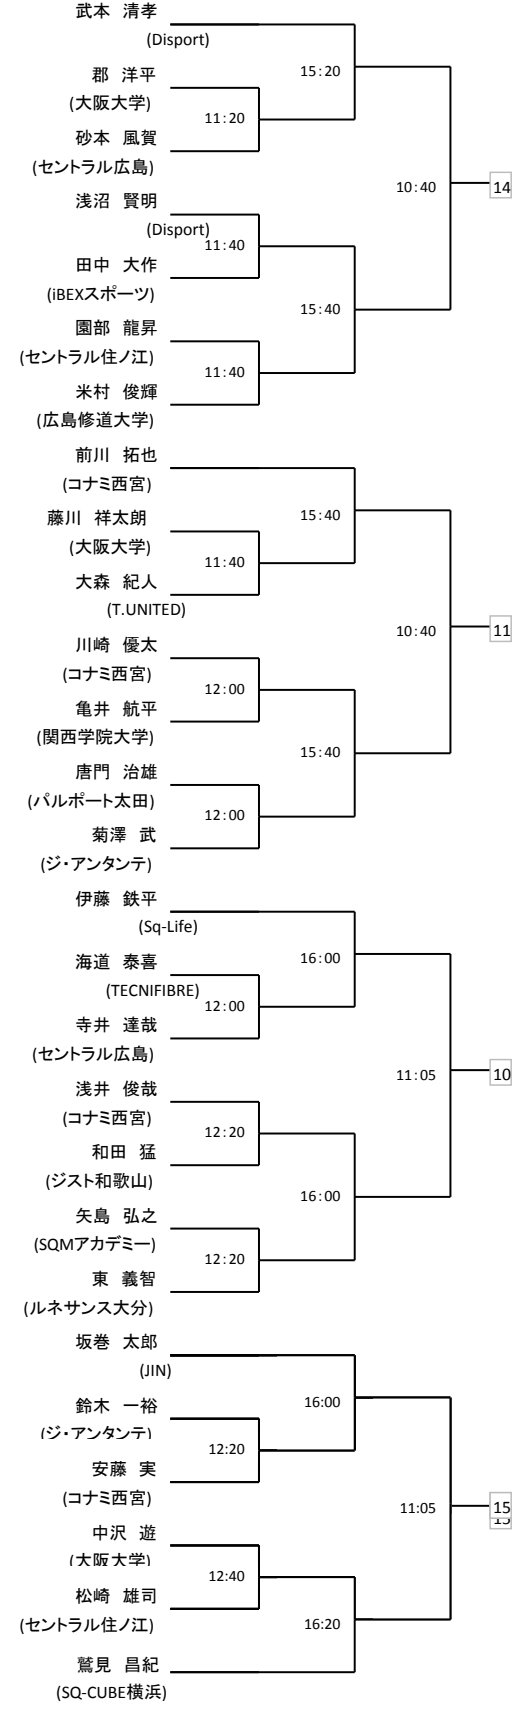 武本 清孝
(Disport)
15:20
郡 洋平
(大阪大学)
11:20
砂本 風賀
(セントラル広島)
10:40
14
浅沼 賢明
(Disport)
11:40
田中 大作
(iBEXスポーツ)
15:40
園部 龍昇
(セントラル住ノ江)
11:40
米村 俊輝
(広島修道大学)
前川 拓也
(コナミ西宮)
15:40
藤川 祥太朗
(大阪大学)
11:40
大森 紀人
(T.UNITED)
10:40
11
川崎 優太
(コナミ西宮)
12:00
亀井 航平
(関西学院大学)
15:40
唐門 治雄
(パルポート太田)
12:00
菊澤 武
(ジ・アンタンテ)
伊藤 鉄平
(Sq-Life)
16:00
海道 泰喜
(TECNIFIBRE)
12:00
寺井 達哉
(セントラル広島)
11:05
10
浅井 俊哉
(コナミ西宮)
12:20
和田 猛
(ジスト和歌山)
16:00
矢島 弘之
(SQMアカデミー)
12:20
東 義智
(ルネサンス大分)
坂巻 太郎
(JIN)
16:00
鈴木 一裕
(ジ・アンタンテ)
12:20
安藤 実
(コナミ西宮)
11:05
15
中沢 遊
(大阪大学)
12:40
松崎 雄司
(セントラル住ノ江)
16:20
鷲見 昌紀
(SQ-CUBE横浜)